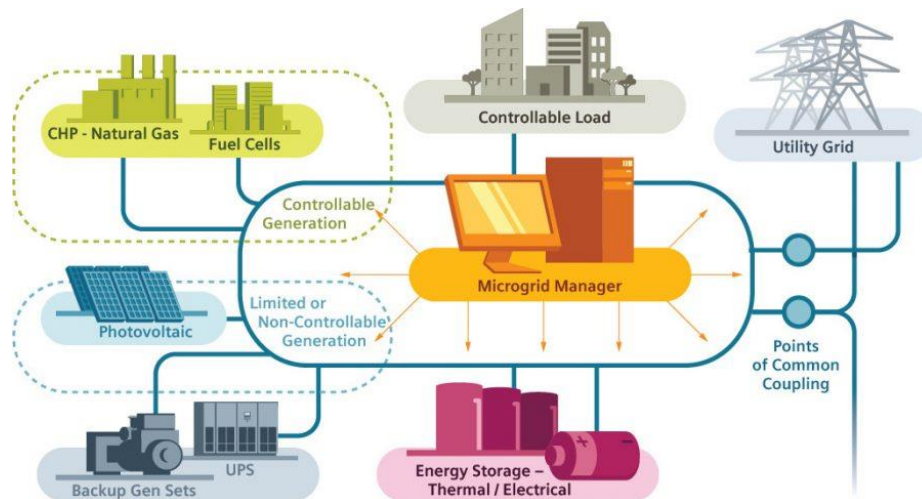 CHP - Natural Gas
Fuel Cells
Controllable Load
Utility Grid
Controllable
Generation
Microgrid Manager
Photovoltaic
Limited or
Non-Controllable
Generation
Points
of Common
Coupling
Backup Gen Sets
UPS
Energy Storage –
Thermal / Electrical
+
-